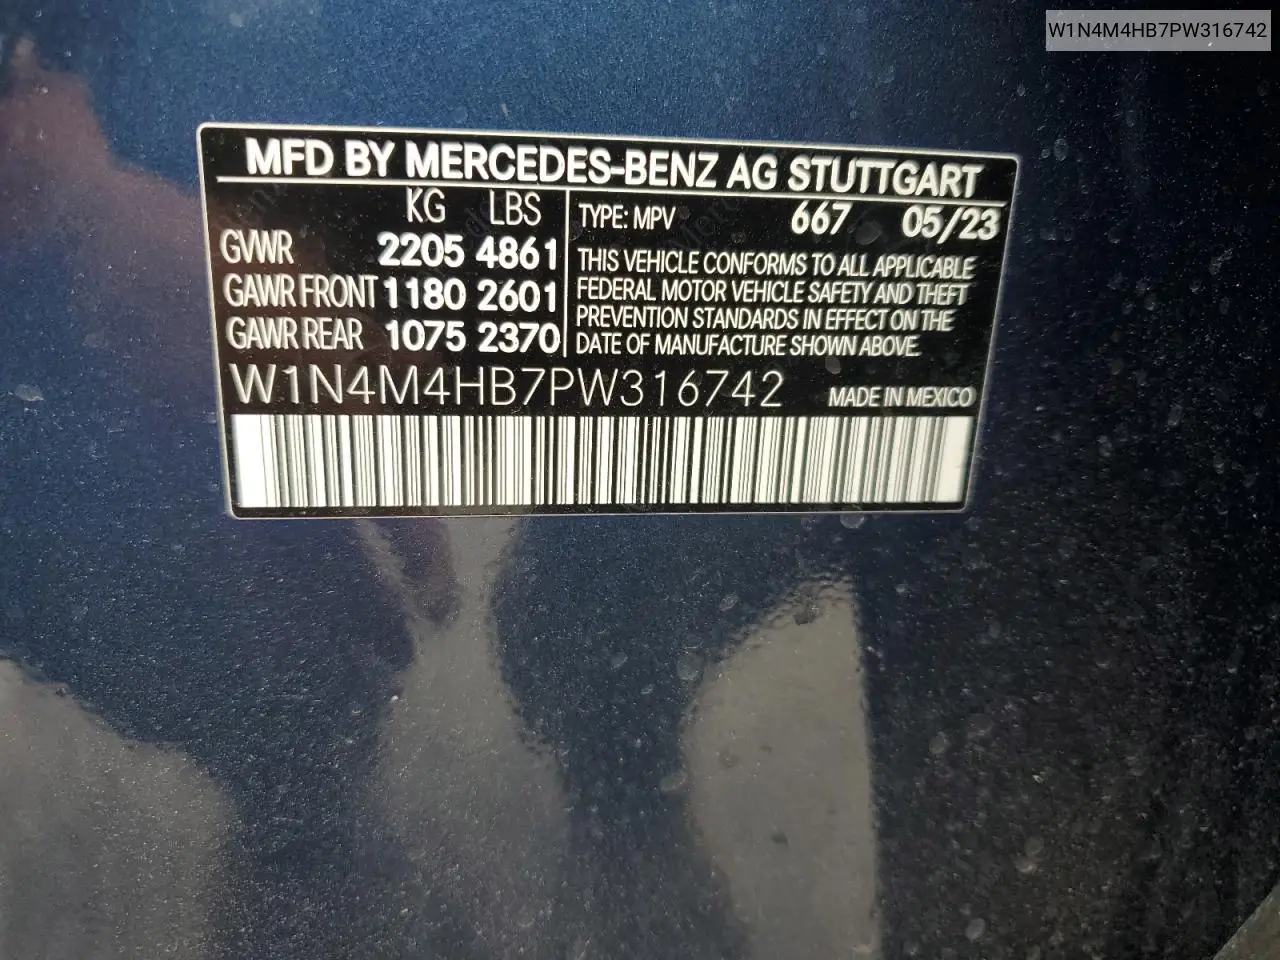 W1N4M4HB7PW316742
MFD BY MERCEDES-BENZ AG STUTTGART
KG LBS
GVWR 2205 4861
GAWR FRONT 1180 2601
GAWR REAR 1075 2370
TYPE: MPV 667 05/23
THIS VEHICLE CONFORMS TO ALL APPLICABLE
FEDERAL MOTOR VEHICLE SAFETY AND THEFT
PREVENTION STANDARDS IN EFFECT ON THE
DATE OF MANUFACTURE SHOWN ABOVE.
W1N4M4HB7PW316742 MADE IN MEXICO